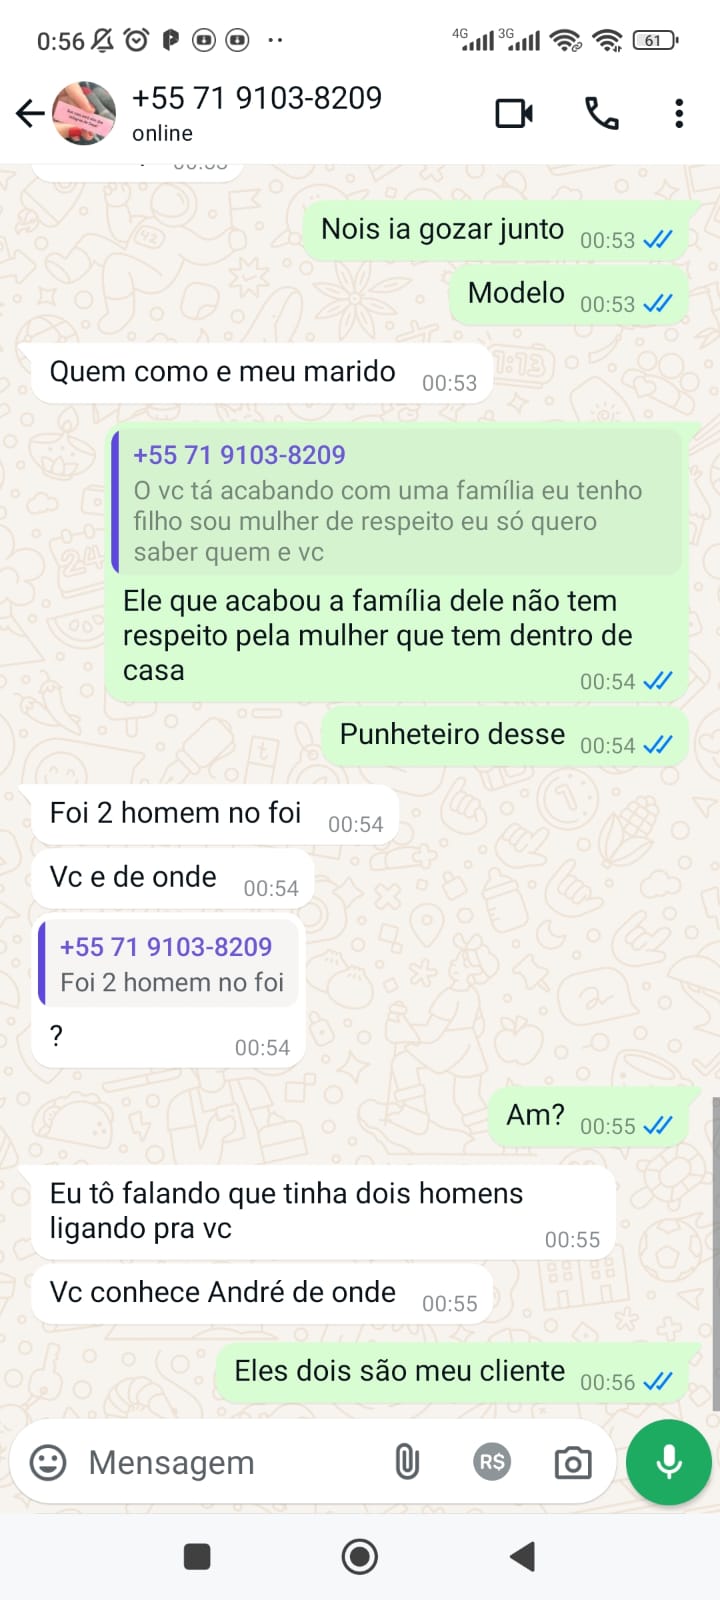 0:56
4G
3G
61
+55 71 9103-8209
online
Nois ia gozar junto 00:53
Modelo 00:53
Quem como e meu marido 00:53
+55 71 9103-8209
O vc tá acabando com uma família eu tenho
filho sou mulher de respeito eu só quero
saber quem e vc
Ele que acabou a família dele não tem
respeito pela mulher que tem dentro de
casa 00:54
Punheteiro desse 00:54
Foi 2 homem no foi 00:54
Vc e de onde 00:54
+55 71 9103-8209
Foi 2 homem no foi
? 00:54
Am? 00:55
Eu tô falando que tinha dois homens
ligando pra vc 00:55
Vc conhece André de onde 00:55
Eles dois são meu cliente 00:56
Mensagem
R$